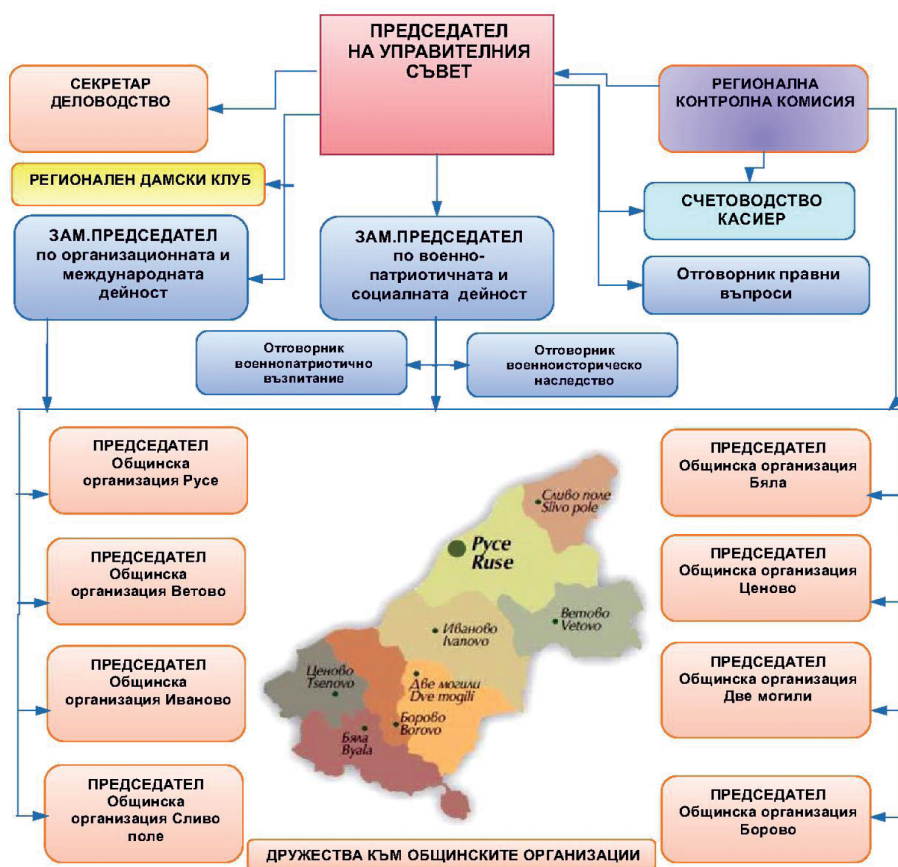 ПРЕДСЕДАТЕЛ
НА УПРАВИТЕЛНИЯ
СЪВЕТ
СЕКРЕТАР
ДЕЛОВОДСТВО
РЕГИОНАЛНА
КОНТРОЛНА КОМИСИЯ
РЕГИОНАЛЕН ДАМСКИ КЛУБ
СЧЕТОВОДСТВО
КАСИЕР
ЗАМ.ПРЕДСЕДАТЕЛ
по организационната и
международната
дейност
ЗАМ.ПРЕДСЕДАТЕЛ
по военно-
патриотичната и
социалната дейност
Отговорник правни
въпроси
Отговорник
военнопатриотично
възпитание
Отговорник
военноисторическо
наследство
ПРЕДСЕДАТЕЛ
Общинска
организация Русе
ПРЕДСЕДАТЕЛ
Общинска
организация Ветово
ПРЕДСЕДАТЕЛ
Общинска
организация Иваново
ПРЕДСЕДАТЕЛ
Общинска
организация Сливо
поле
Сливо поле
Slivo pole
Русе
Ruse
Ветово
Vetovo
Иваново
Ivanovo
Ценово
Tsenovo
Две могили
Dve mogili
Борово
Borovo
Бяла
Byala
ПРЕДСЕДАТЕЛ
Общинска организация
Бяла
ПРЕДСЕДАТЕЛ
Общинска организация
Ценово
ПРЕДСЕДАТЕЛ
Общинска организация
Две могили
ПРЕДСЕДАТЕЛ
Общинска организация
Борово
ДРУЖЕСТВА КЪМ ОБЩИНСКИТЕ ОРГАНИЗАЦИИ